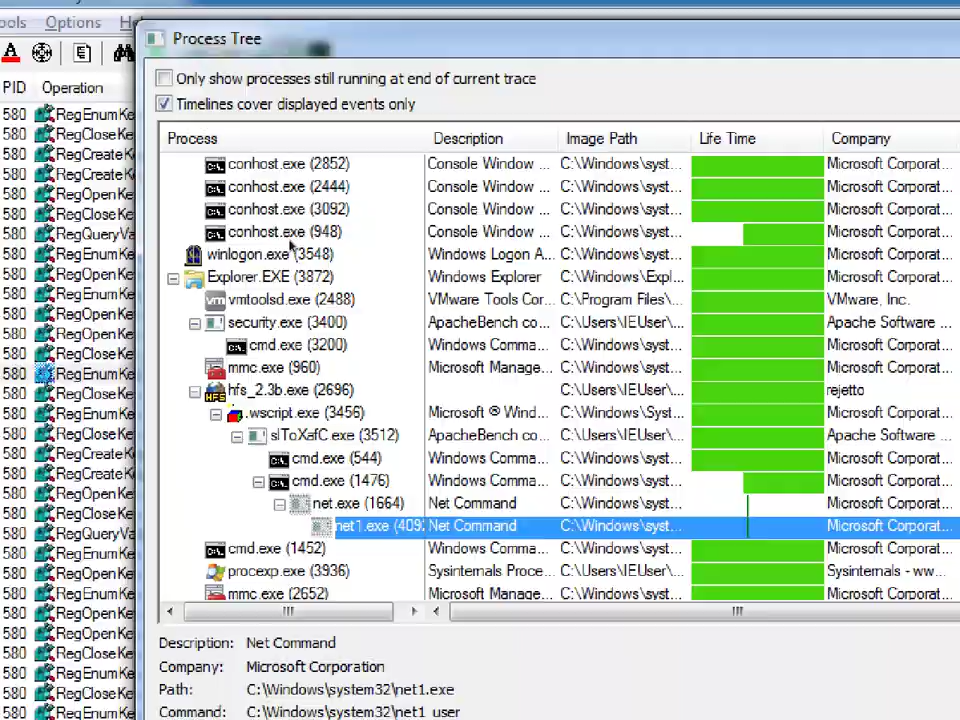 ools Options He
Process Tree
Only show processes still running at end of current trace
Timelines cover displayed events only
PID Operation
Process Description Image Path Life Time Company
580 RegEnumKe
580 RegCloseK
580 RegCreateK
580 RegCreateK
580 RegOpenKe
580 RegCloseKe
580 RegQueryVa
580 RegEnumKe
580 RegOpenKe
580 RegEnumKe
580 RegOpenKe
580 RegOpenKe
580 RegCloseKe
580 RegEnumKe
580 RegCloseKe
580 RegEnumKe
580 RegCloseKe
580 RegCreateK
580 RegCreateK
580 RegOpenKe
580 RegCloseKe
580 RegQueryVa
580 RegEnumKe
580 RegOpenKe
580 RegEnumKe
580 RegOpenKe
580 RegOpenKe
580 RegCloseKe
580 RegEnumKe
580 RegCloseKe
580 RegEnumKe
conhost.exe (2852) Console Window ... C:\Windows\syst... Microsoft Corporat...
conhost.exe (2444) Console Window ... C:\Windows\syst... Microsoft Corporat...
conhost.exe (3092) Console Window ... C:\Windows\syst... Microsoft Corporat...
conhost.exe (948) Console Window ... C:\Windows\syst... Microsoft Corporat...
winlogon.exe (3548) Windows Logon A... C:\Windows\syst... Microsoft Corporat...
Explorer.EXE (3872) Windows Explorer C:\Windows\Expl... Microsoft Corporat...
vmtoolsd.exe (2488) VMware Tools Cor... C:\Program Files\... VMware, Inc.
security.exe (3400) ApacheBench co... C:\Users\IEUser\... Apache Software ...
cmd.exe (3200) Windows Comma... C:\Windows\syst... Microsoft Corporat...
mmc.exe (960) Microsoft Manage... C:\Windows\syst... Microsoft Corporat...
hfs_2.3b.exe (2696) C:\Users\IEUser\... rejetto
wscript.exe (3456) Microsoft ® Wind... C:\Windows\Syst... Microsoft Corporat...
slToXafC.exe (3512) ApacheBench co... C:\Users\IEUser\... Apache Software ...
cmd.exe (544) Windows Comma... C:\Windows\syst... Microsoft Corporat...
cmd.exe (1476) Windows Comma... C:\Windows\syst... Microsoft Corporat...
net.exe (1664) Net Command C:\Windows\syst... Microsoft Corporat...
net1.exe (409 Net Command C:\Windows\syst... Microsoft Corporat...
cmd.exe (1452) Windows Comma... C:\Windows\syst... Microsoft Corporat...
procexp.exe (3936) Sysinternals Proce... C:\Users\IEUser\... Sysinternals - ww...
mmc.exe (2652) Microsoft Manage... C:\Windows\syst... Microsoft Corporat...
Description: Net Command
Company: Microsoft Corporation
Path: C:\Windows\system32\net1.exe
Command: C:\Windows\system32\net1 user